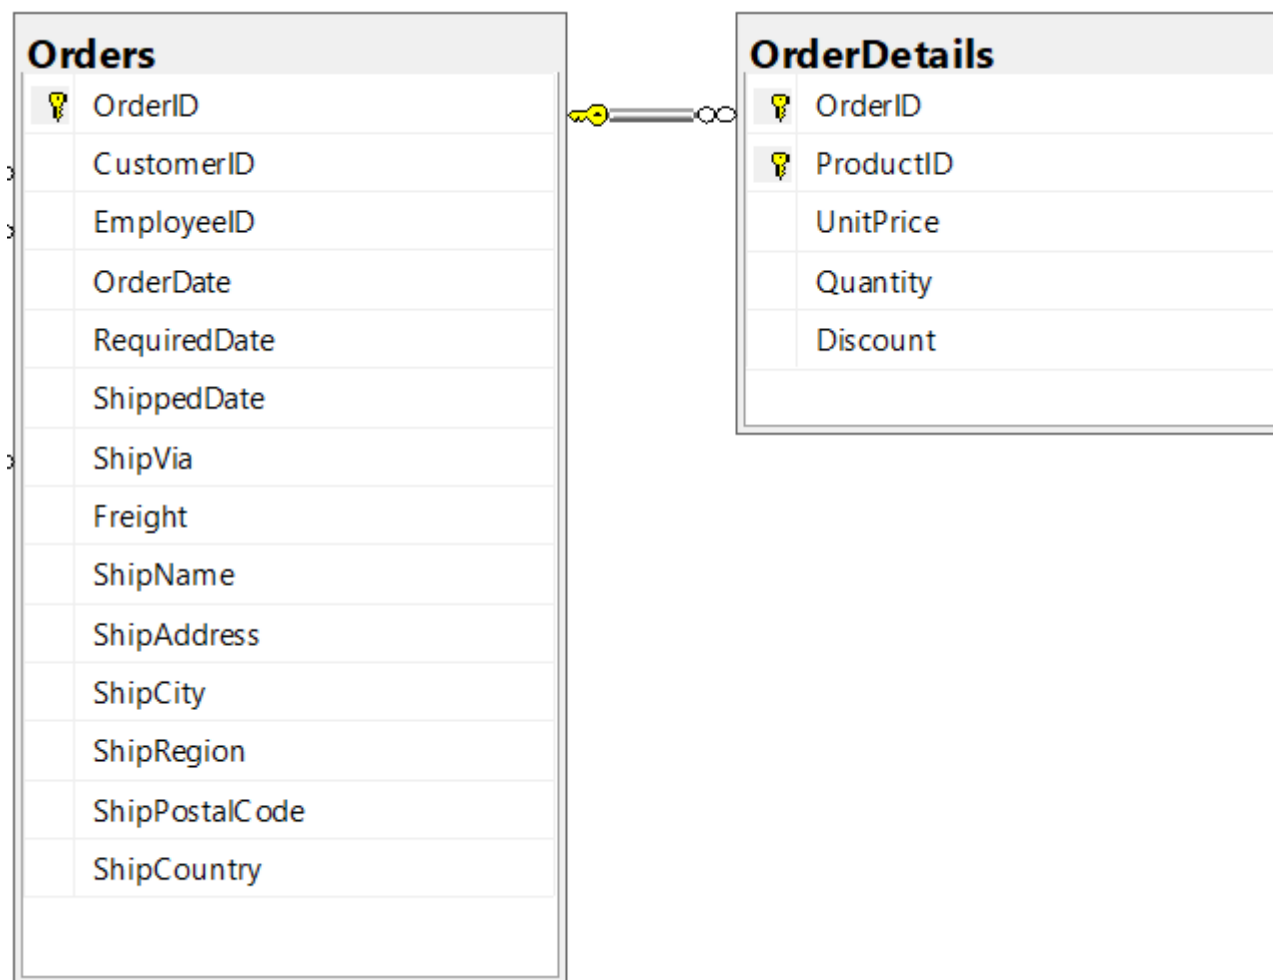 Orders
OrderID
CustomerID
EmployeeID
OrderDate
RequiredDate
ShippedDate
ShipVia
Freight
ShipName
ShipAddress
ShipCity
ShipRegion
ShipPostalCode
ShipCountry
OrderDetails
OrderID
ProductID
UnitPrice
Quantity
Discount